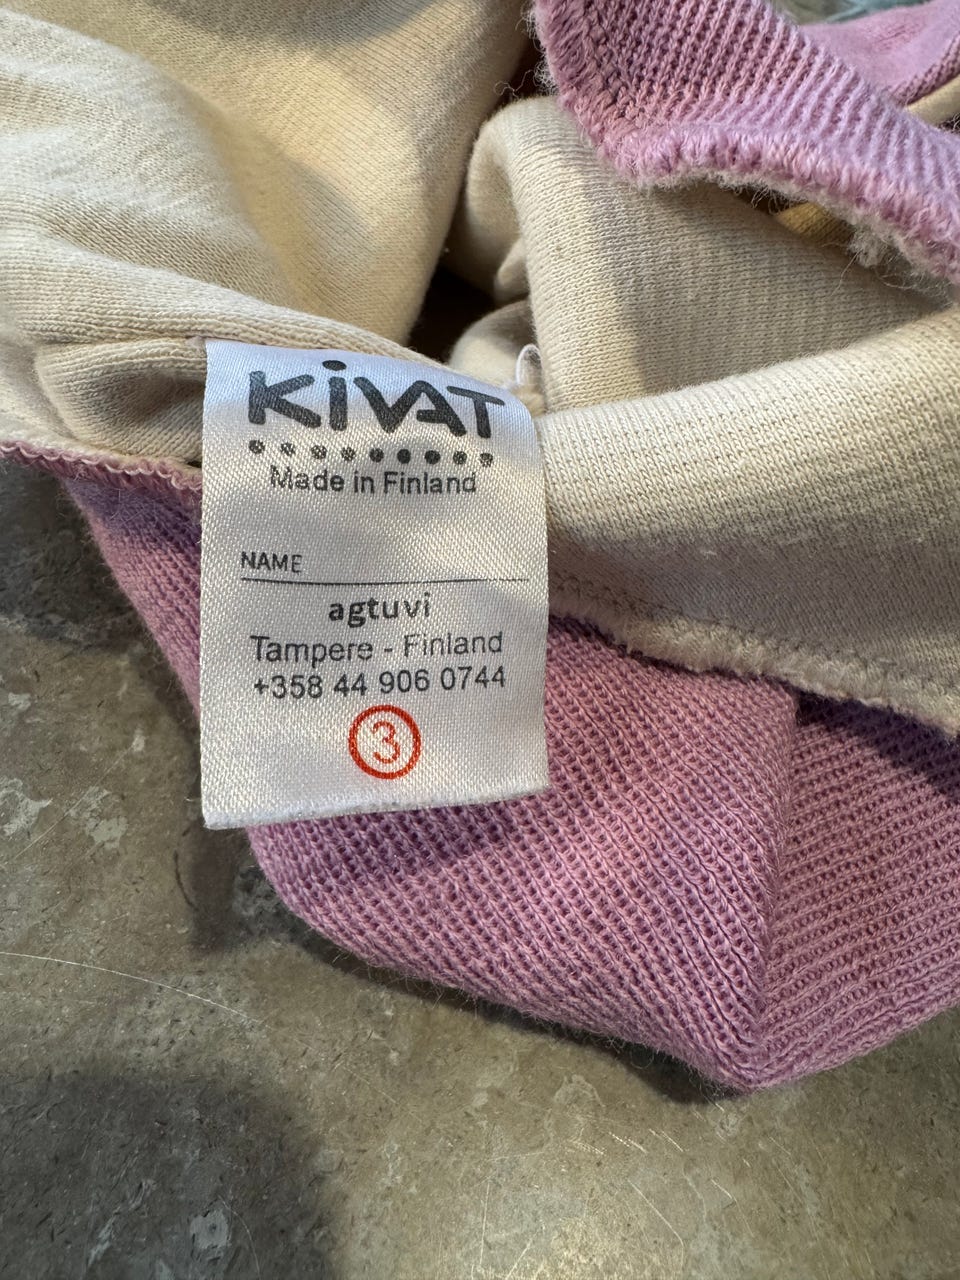 KiVAT
Made in Finland
NAME
agtuvi
Tampere - Finland
+358 44 906 0744
3